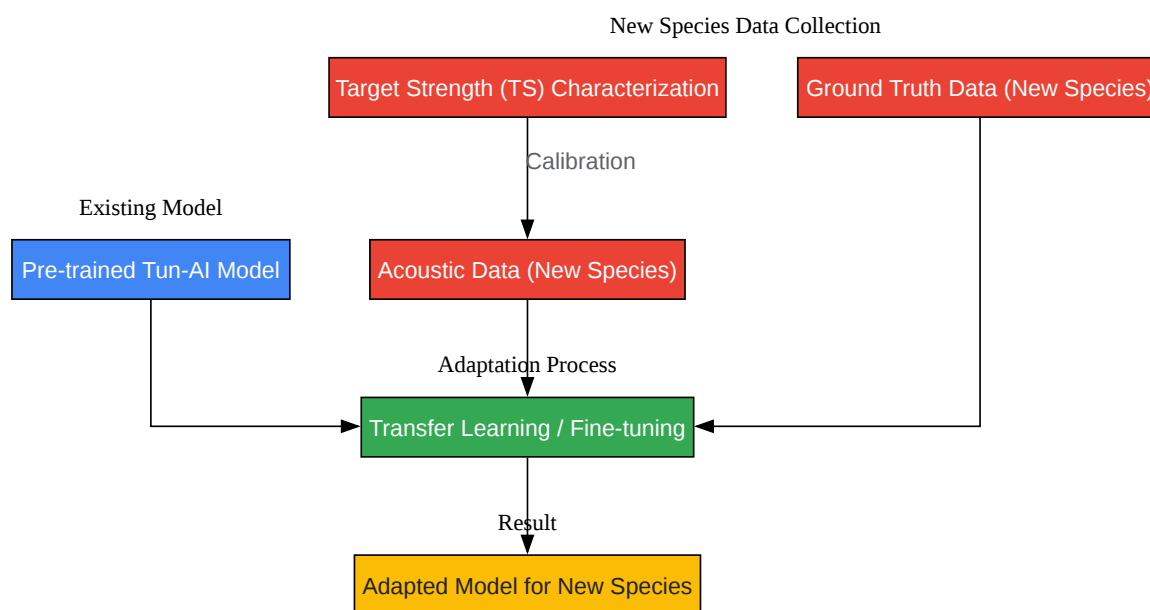 New Species Data Collection
Target Strength (TS) Characterization
Ground Truth Data (New Species)
Calibration
Existing Model
Pre-trained Tun-AI Model
Acoustic Data (New Species)
Adaptation Process
Transfer Learning / Fine-tuning
Result
Adapted Model for New Species